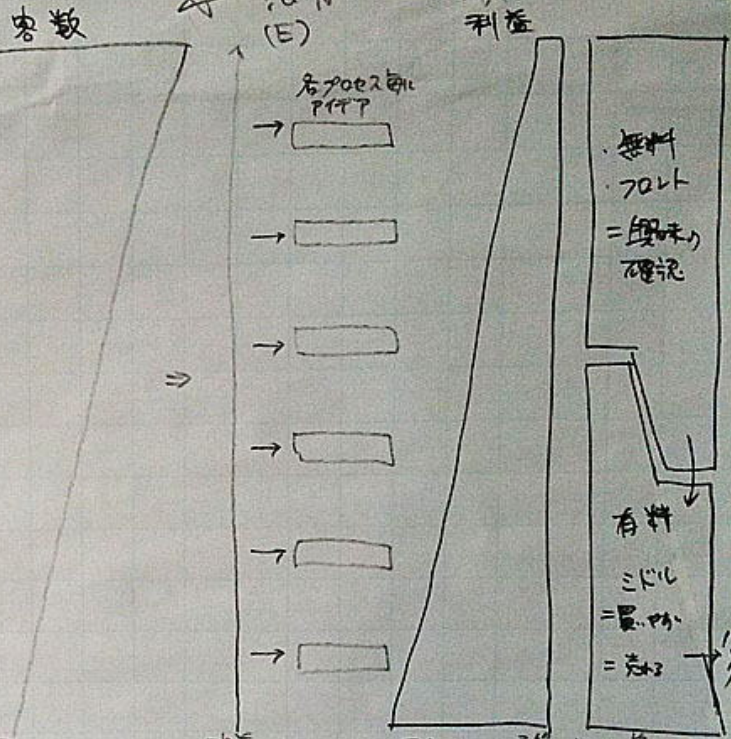 客数
(E)
利益
各プロセス毎に
アイデア
・無料
・フロント
=興味の
確認
有料
ミドル
=買いやすい
=売れる